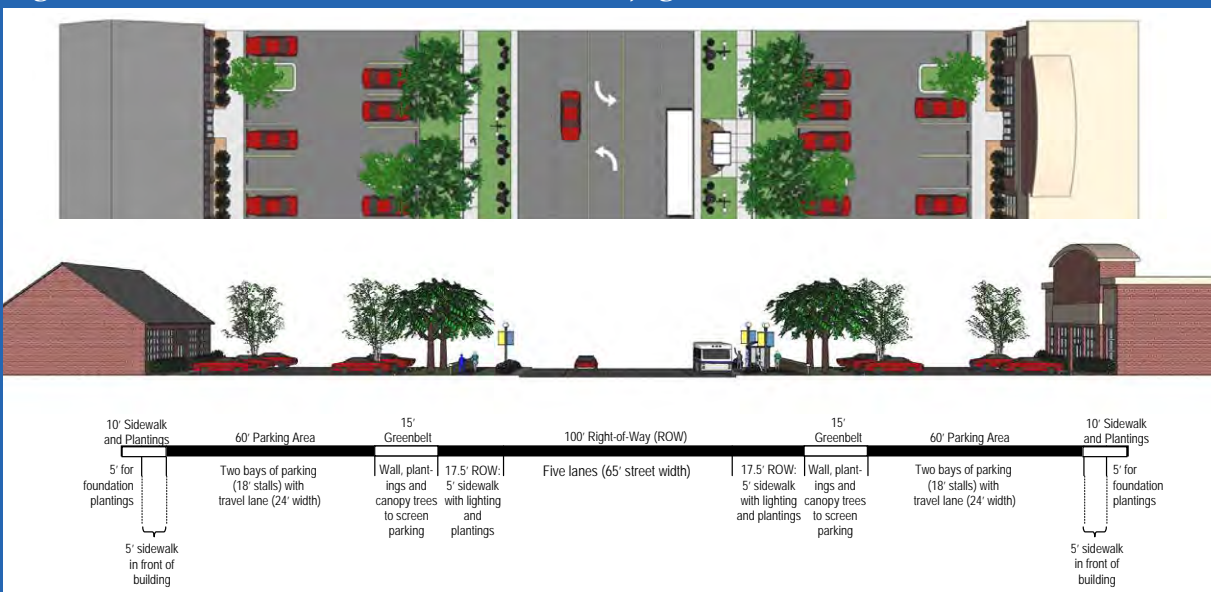 10' Sidewalk
and Plantings
60' Parking Area
15'
Greenbelt
100' Right-of-Way (ROW)
15'
Greenbelt
60' Parking Area
10' Sidewalk
and Plantings
5' for
foundation
plantings
Two bays of parking
(18' stalls) with
travel lane (24' width)
Wall, plant-
ings and
canopy trees
to screen
parking
17.5' ROW:
5' sidewalk
with lighting
and
plantings
Five lanes (65' street width)
17.5' ROW:
5' sidewalk
with lighting
and plantings
Wall, plant-
ings and
canopy trees
to screen
parking
Two bays of parking
(18' stalls) with
travel lane (24' width)
5' for
foundation
plantings
5' sidewalk
in front of
building
5' sidewalk
in front of
building